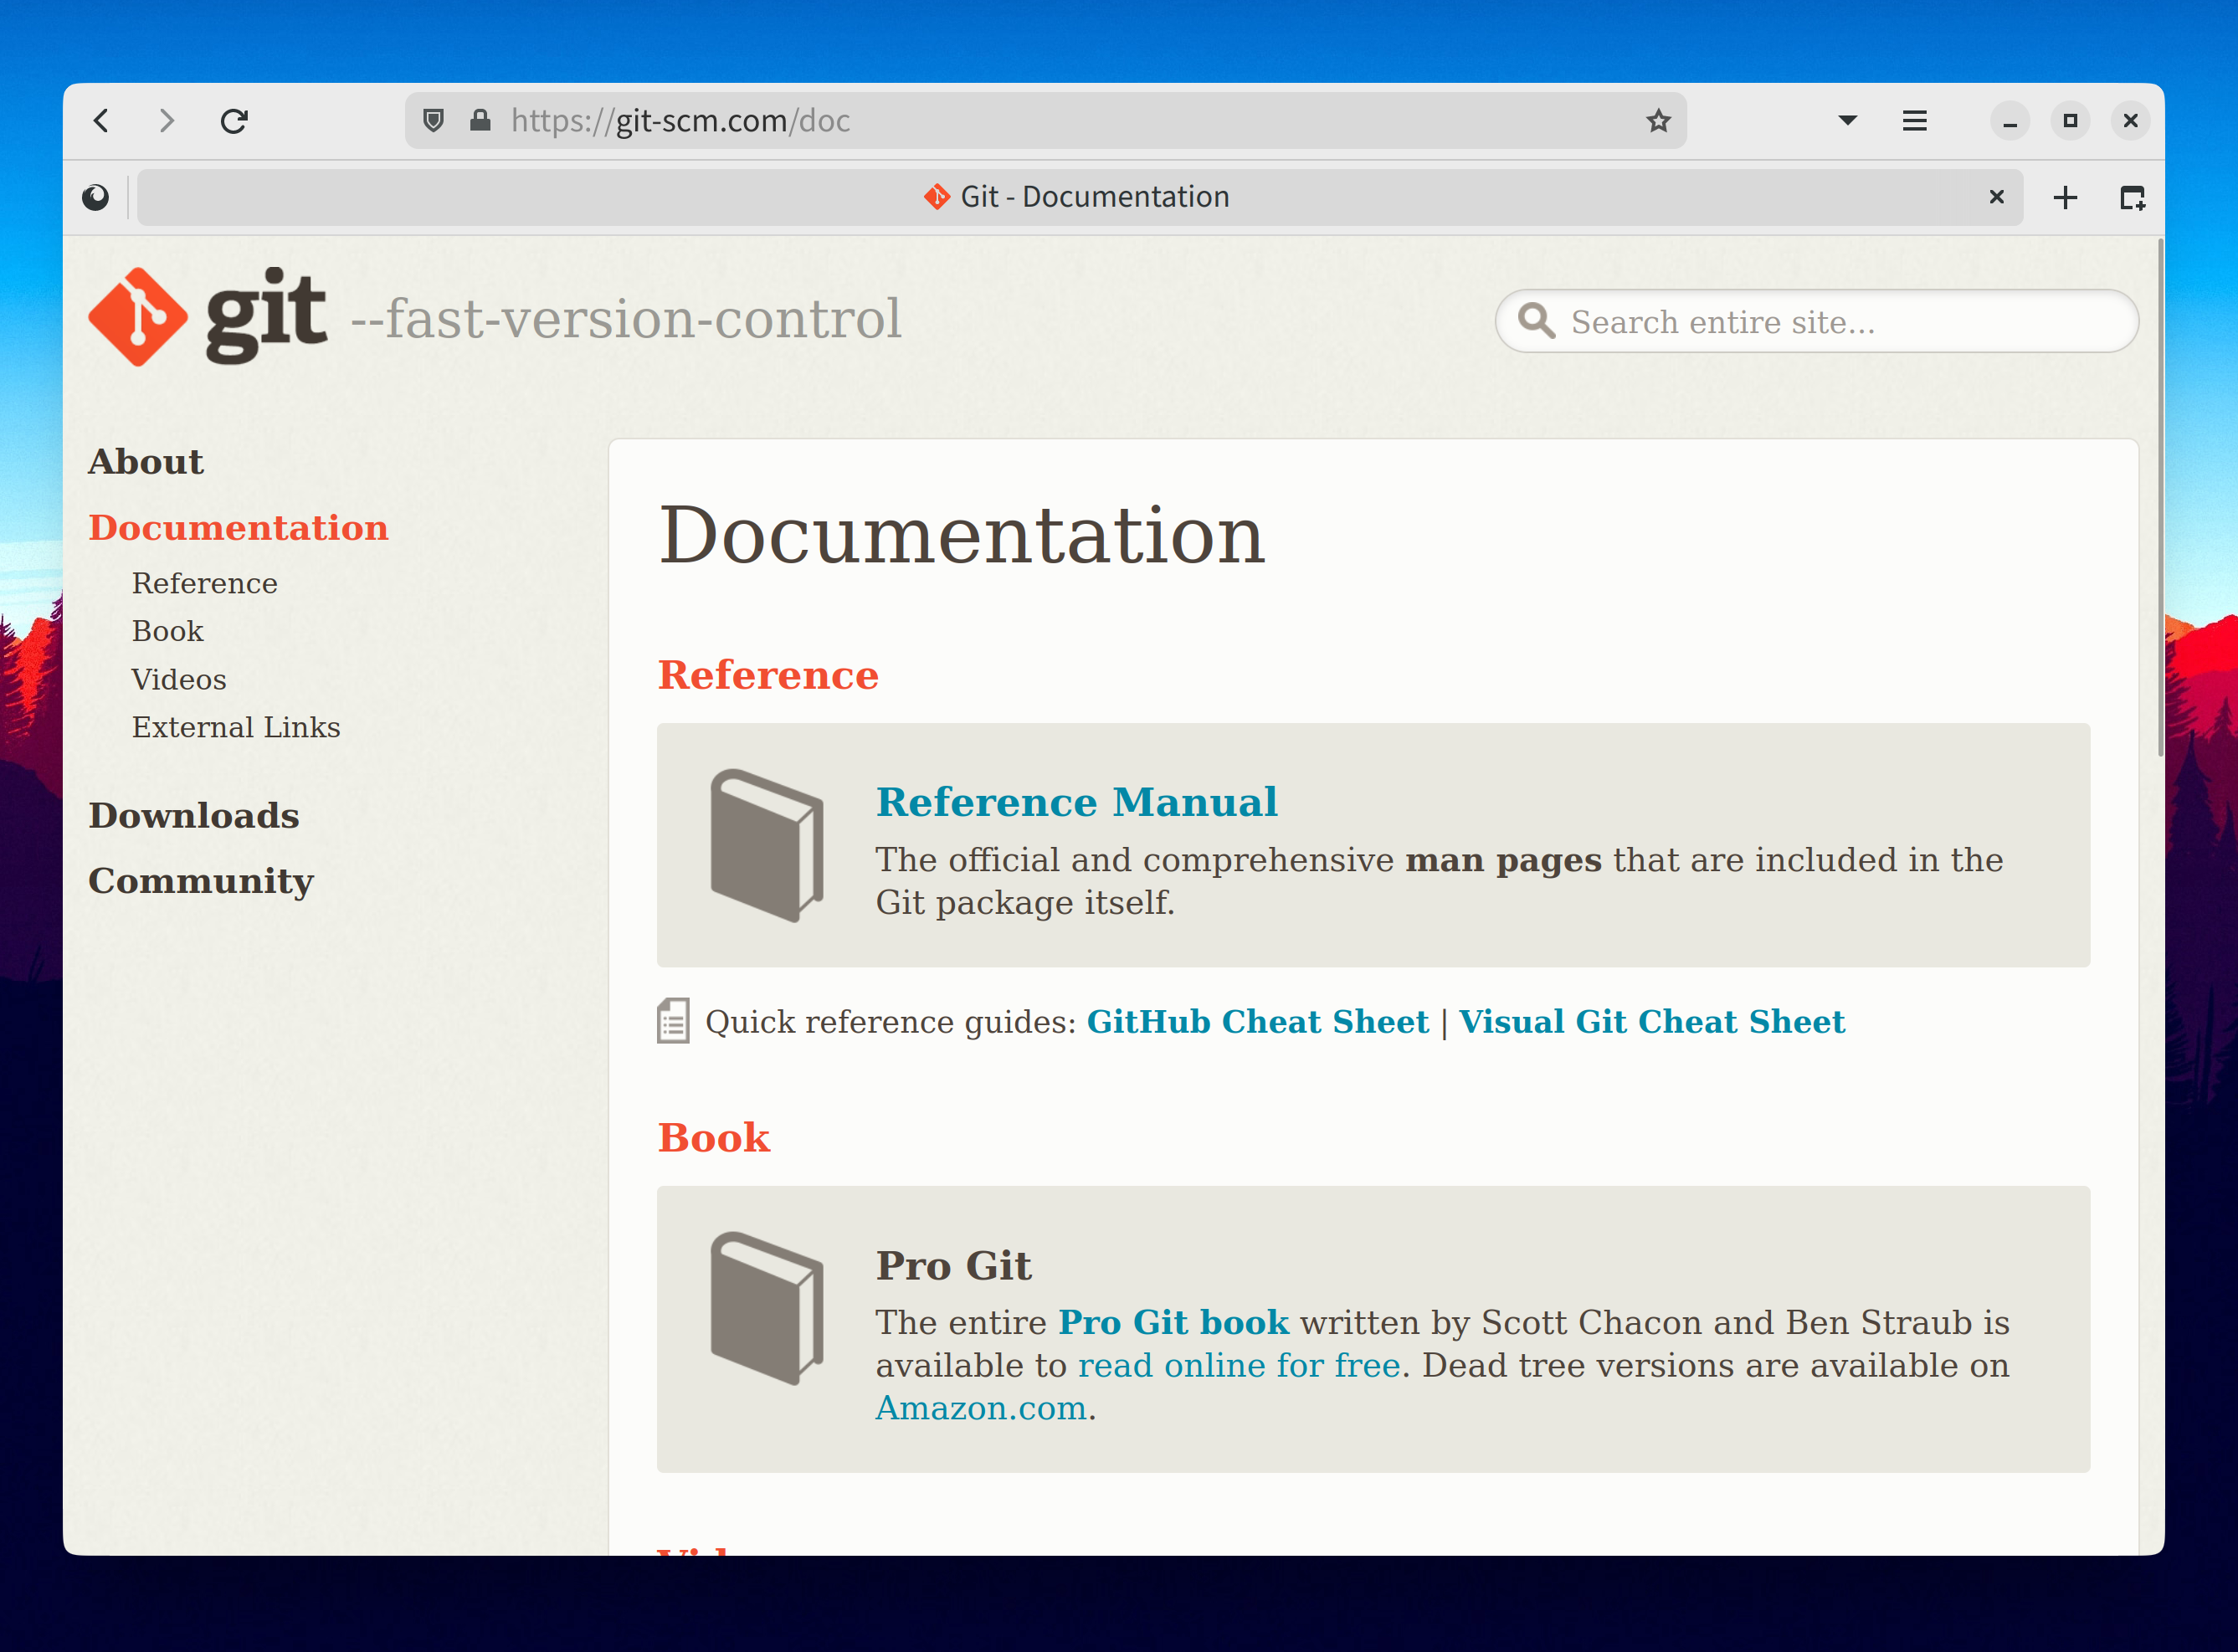 https://git-scm.com/doc
Git - Documentation
git --fast-version-control
Search entire site...
About
Documentation
Reference
Book
Videos
External Links
Downloads
Community
Documentation
Reference
Reference Manual
The official and comprehensive man pages that are included in the
Git package itself.
Quick reference guides: GitHub Cheat Sheet | Visual Git Cheat Sheet
Book
Pro Git
The entire Pro Git book written by Scott Chacon and Ben Straub is
available to read online for free. Dead tree versions are available on
Amazon.com.